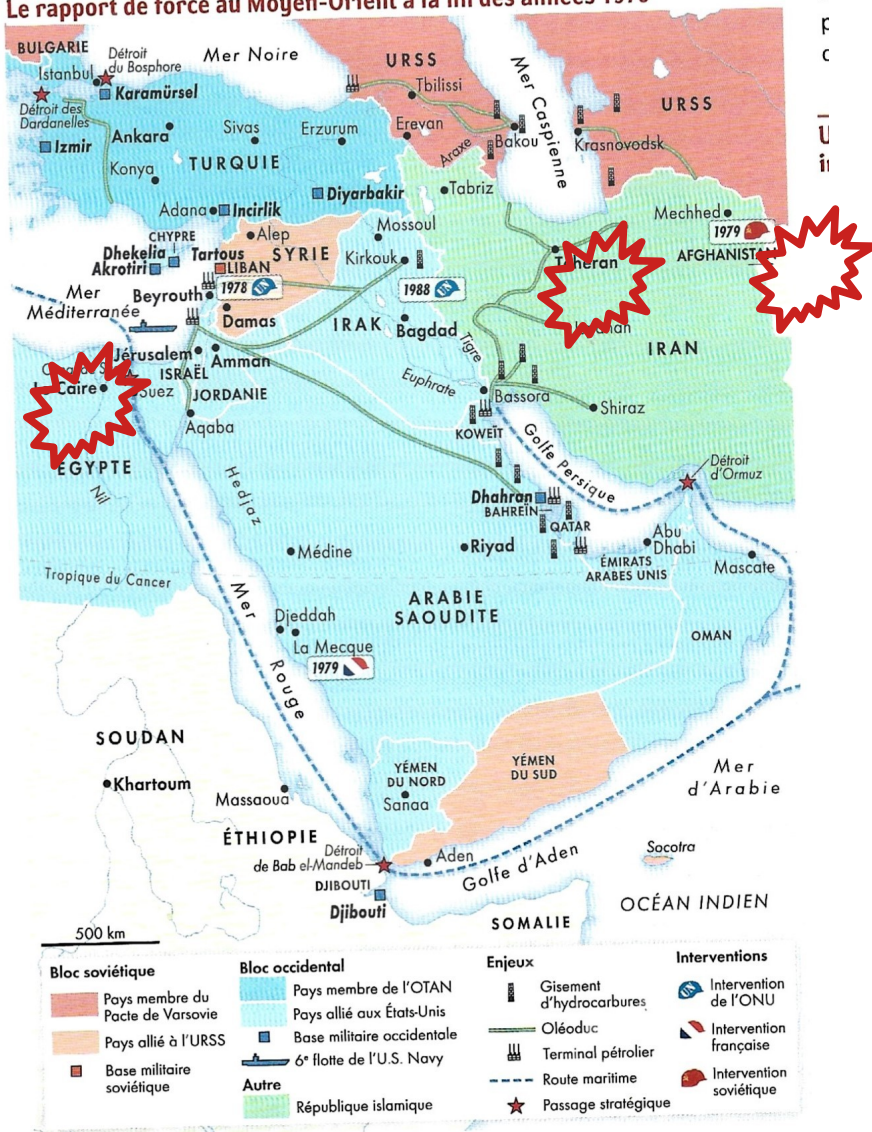 Le rapport de force au Moyen-Orient à la fin des années 1970
BULGARIE
Détroit
du Bosphore
Mer Noire
URSS
Mer Caspienne
URSS
Istanbul
Karamürsel
Tbilissi
Détroit des
Dardanelles
Ankara
Sivas
Erzurum
Erevan
Bakou
Krasnovodsk
Izmir
TURQUIE
Araxe
Konya
Diyarbakir
Tabriz
Adana
Incirlik
Mossoul
Mechhed
CHYPRE
Alep
1979
Dhekelia
Tartous
SYRIE
Kirkouk
Téhéran
AFGHANISTAN
Akrotiri
LIBAN
1978
1988
Mer
Méditerranée
Beyrouth
Damas
IRAK
Bagdad
Tigre
IRAN
Jérusalem
Amman
ISRAËL
Euphrate
Caire
Suez
JORDANIE
Bassora
Shiraz
Aqaba
KOWEÏT
Golfe Persique
ÉGYPTE
Détroit
d'Ormuz
Nil
Hedjaz
Dhahran
BAHREÏN
QATAR
Médine
Riyad
Abu
Dhabi
ÉMIRATS
ARABES UNIS
Mascate
Tropique du Cancer
Mer
Rouge
ARABIE
SAOUDITE
Djeddah
La Mecque
OMAN
1979
SOUDAN
YÉMEN
DU NORD
YÉMEN
DU SUD
Mer
d'Arabie
Khartoum
Massaoua
Sanaa
ÉTHIOPIE
Détroit
de Bab el-Mandeb
Aden
Golfe d'Aden
Socotra
DJIBOUTI
Djibouti
OCÉAN INDIEN
SOMALIE
500 km
Bloc soviétique
Pays membre du
Pacte de Varsovie
Pays allié à l'URSS
Base militaire
soviétique
Bloc occidental
Pays membre de l'OTAN
Pays allié aux États-Unis
Base militaire occidentale
6e flotte de l'U.S. Navy
Autre
République islamique
Enjeux
Gisement
d'hydrocarbures
Oléoduc
Terminal pétrolier
Route maritime
Passage stratégique
Interventions
Intervention
de l'ONU
Intervention
française
Intervention
soviétique